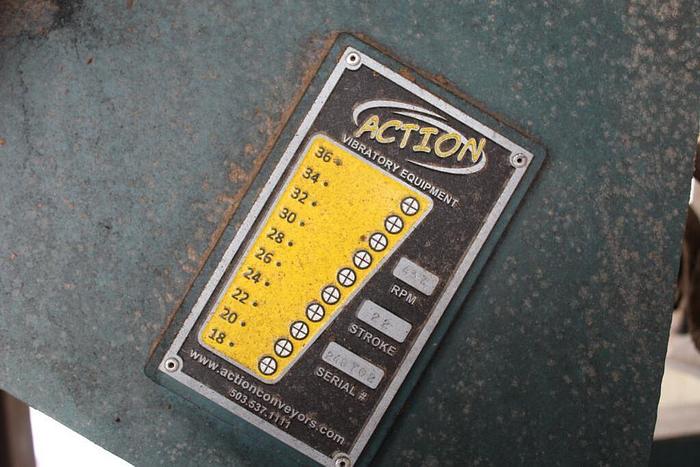 ACTION
VIBRATORY EQUIPMENT
36
34
32
30
28
26
24
22
20
18
RPM
22
STROKE
SERIAL #
www.actionconveyors.com
503.537.1111